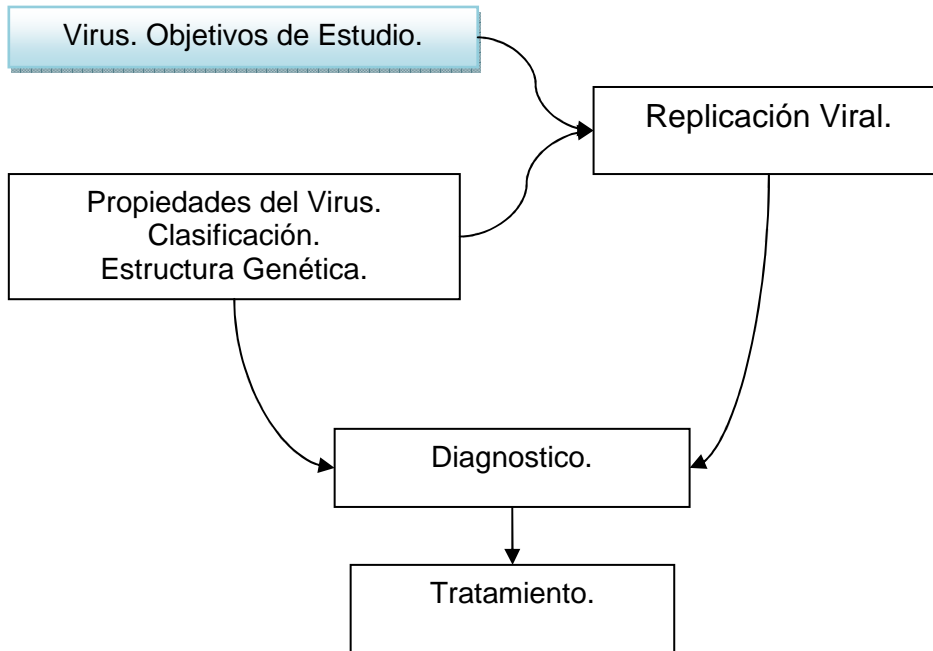 Virus. Objetivos de Estudio.
Replicación Viral.
Propiedades del Virus.
Clasificación.
Estructura Genética.
Diagnostico.
Tratamiento.